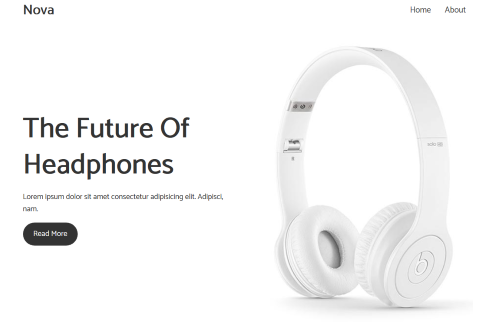 Nova
Home About
The Future Of
Headphones
Lorem ipsum dolor sit amet consectetur adipisicing elit. Adipisci,
nam.
Read More